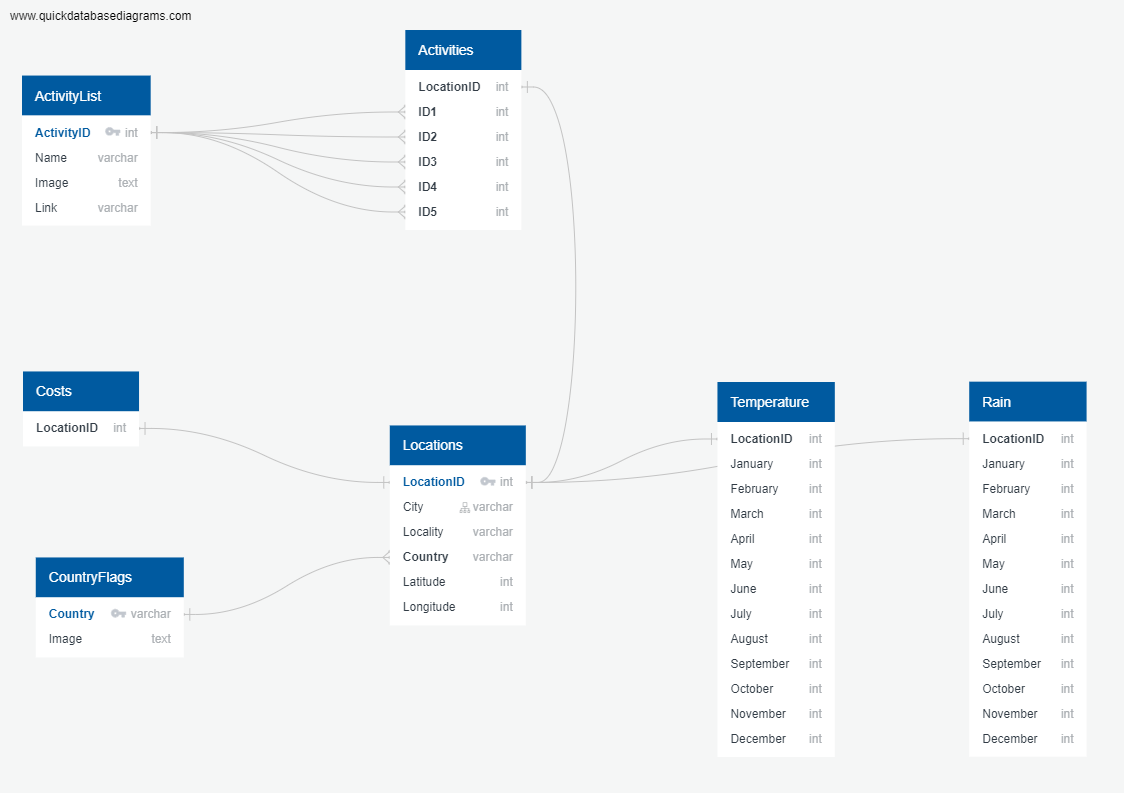 www.quickdatabasediagrams.com
Activities
LocationID int
ID1 int
ID2 int
ID3 int
ID4 int
ID5 int
ActivityList
ActivityID int
Name varchar
Image text
Link varchar
Costs
LocationID int
Locations
LocationID int
City varchar
Locality varchar
Country varchar
Latitude int
Longitude int
CountryFlags
Country varchar
Image text
Temperature
LocationID int
January int
February int
March int
April int
May int
June int
July int
August int
September int
October int
November int
December int
Rain
LocationID int
January int
February int
March int
April int
May int
June int
July int
August int
September int
October int
November int
December int